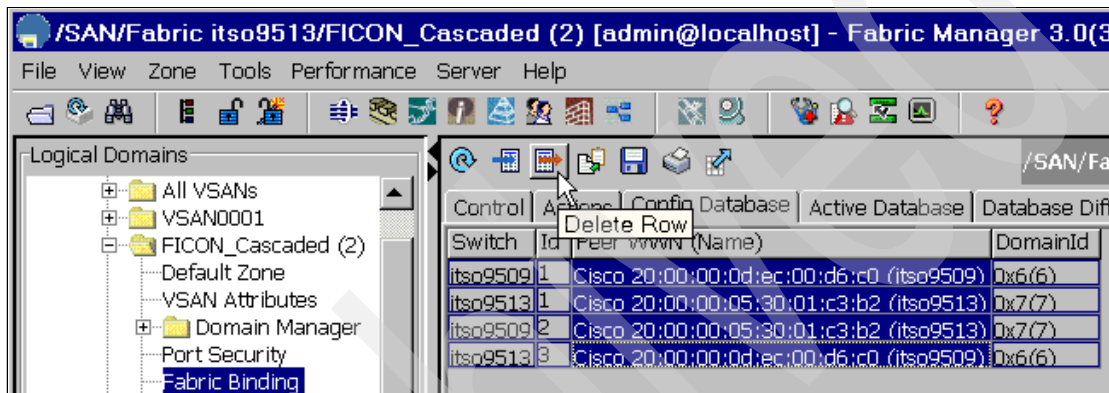 /SAN/Fabric itso9513/FICON_Cascaded (2) [admin@localhost] - Fabric Manager 3.0(3
File View Zone Tools Performance Server Help
Logical Domains
All VSANs
VSAN0001
FICON_Cascaded (2)
Default Zone
VSAN Attributes
Domain Manager
Port Security
Fabric Binding
/SAN/Fa
Control Config Database Active Database Database Diff
Delete Row
Switch Id Peer WWN (Name) DomainId
itso9509 1 Cisco 20:00:00:0d:ec:00:d6:c0 (itso9509) 0x6(6)
itso9513 1 Cisco 20:00:00:05:30:01:c3:b2 (itso9513) 0x7(7)
itso9509 2 Cisco 20:00:00:05:30:01:c3:b2 (itso9513) 0x7(7)
itso9513 3 Cisco 20:00:00:0d:ec:00:d6:c0 (itso9509) 0x6(6)